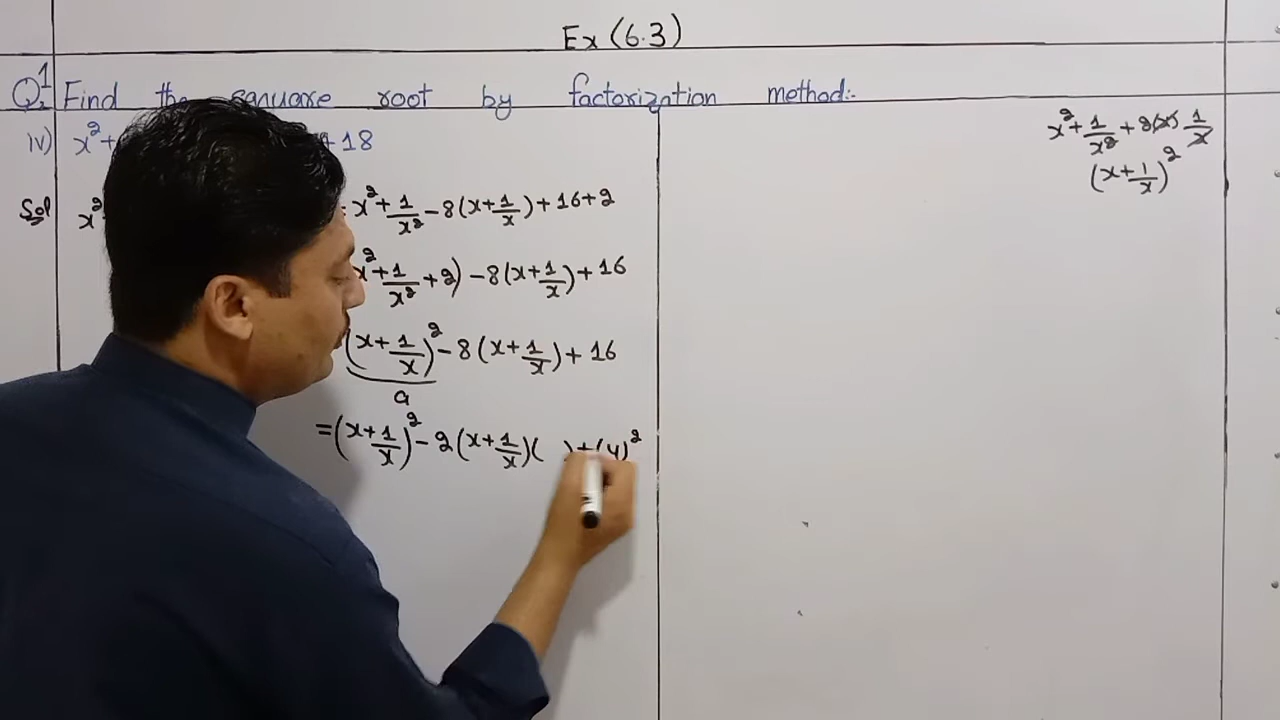 Ex (6.3)
Q1. Find the squuare root by factorization method:-
iv) x² + 18
Sol x² = x² + 1/x² - 8(x + 1/x) + 16 + 2
x² + 1/x² + 2) - 8(x + 1/x) + 16
(x + 1/x)² - 8(x + 1/x) + 16
a
= (x + 1/x)² - 2(x + 1/x)( ) + (4)²
x² + 1/x² + 2(x) 1/x
(x + 1/x)²